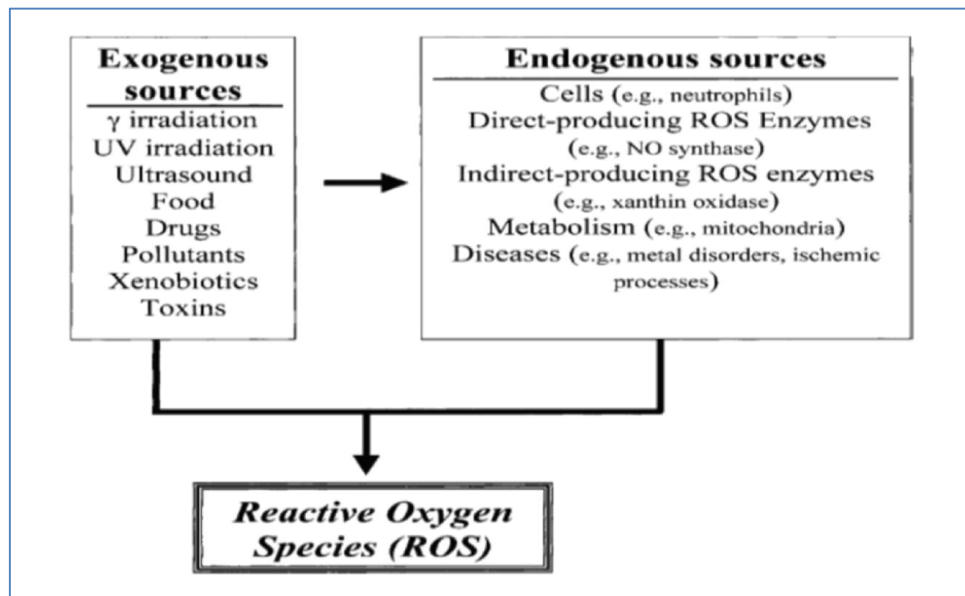 Exogenous
sources
γ irradiation
UV irradiation
Ultrasound
Food
Drugs
Pollutants
Xenobiotics
Toxins
Endogenous sources
Cells (e.g., neutrophils)
Direct-producing ROS Enzymes
(e.g., NO synthase)
Indirect-producing ROS enzymes
(e.g., xanthin oxidase)
Metabolism (e.g., mitochondria)
Diseases (e.g., metal disorders, ischemic
processes)
Reactive Oxygen
Species (ROS)